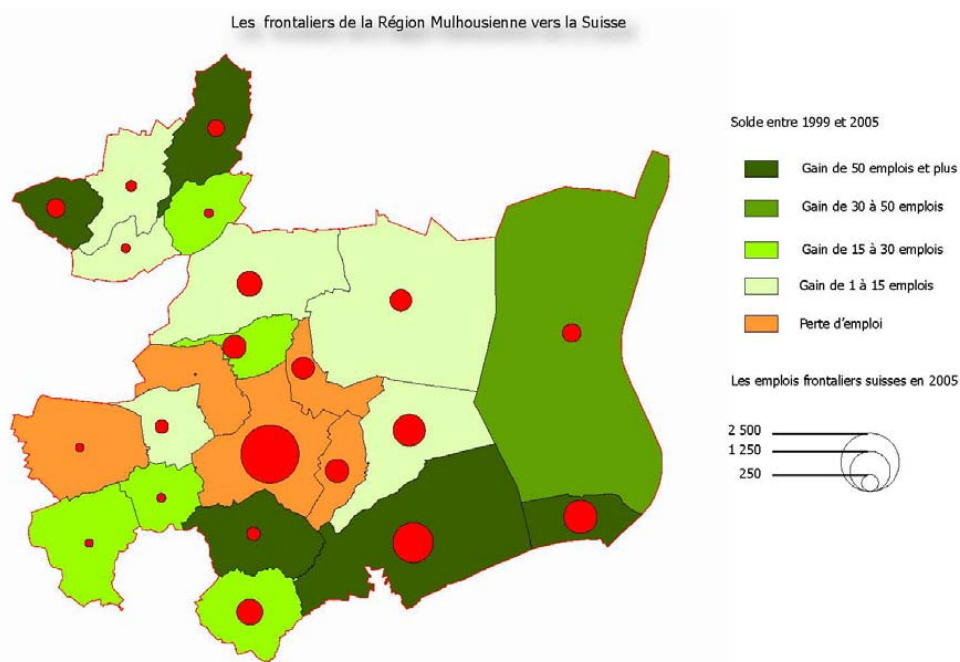 Les frontaliers de la Région Mulhousienne vers la Suisse
Solde entre 1999 et 2005
Gain de 50 emplois et plus
Gain de 30 à 50 emplois
Gain de 15 à 30 emplois
Gain de 1 à 15 emplois
Perte d'emploi
Les emplois frontaliers suisses en 2005
2 500
1 250
250